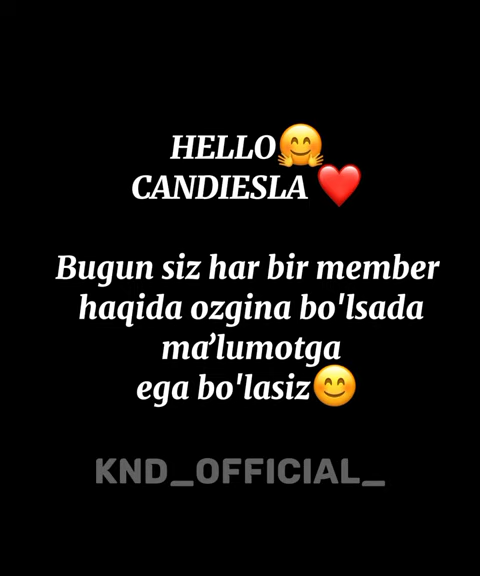 HELLO🤗
CANDIESLA ❤️
Bugun siz har bir member
haqida ozgina bo'lsada
ma’lumotga
ega bo'lasiz😊
KND_OFFICIAL_